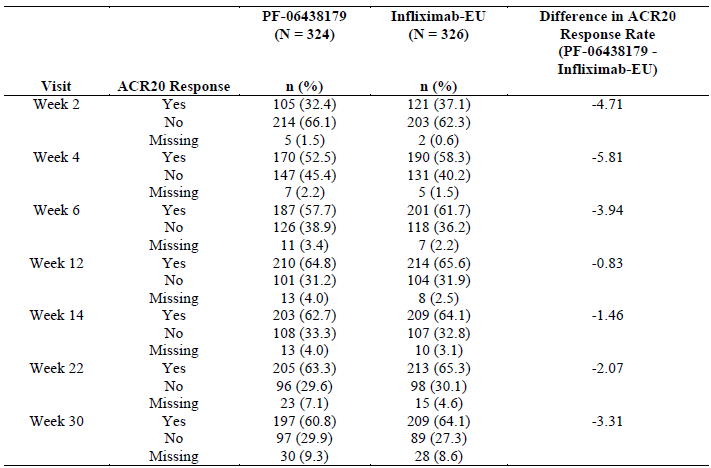 PF-06438179 Infliximab-EU Difference in ACR20
(N = 324) (N = 326) Response Rate
(PF-06438179 -
Infliximab-EU)
Visit ACR20 Response n (%) n (%)
Week 2 Yes 105 (32.4) 121 (37.1) -4.71
No 214 (66.1) 203 (62.3)
Missing 5 (1.5) 2 (0.6)
Week 4 Yes 170 (52.5) 190 (58.3) -5.81
No 147 (45.4) 131 (40.2)
Missing 7 (2.2) 5 (1.5)
Week 6 Yes 187 (57.7) 201 (61.7) -3.94
No 126 (38.9) 118 (36.2)
Missing 11 (3.4) 7 (2.2)
Week 12 Yes 210 (64.8) 214 (65.6) -0.83
No 101 (31.2) 104 (31.9)
Missing 13 (4.0) 8 (2.5)
Week 14 Yes 203 (62.7) 209 (64.1) -1.46
No 108 (33.3) 107 (32.8)
Missing 13 (4.0) 10 (3.1)
Week 22 Yes 205 (63.3) 213 (65.3) -2.07
No 96 (29.6) 98 (30.1)
Missing 23 (7.1) 15 (4.6)
Week 30 Yes 197 (60.8) 209 (64.1) -3.31
No 97 (29.9) 89 (27.3)
Missing 30 (9.3) 28 (8.6)